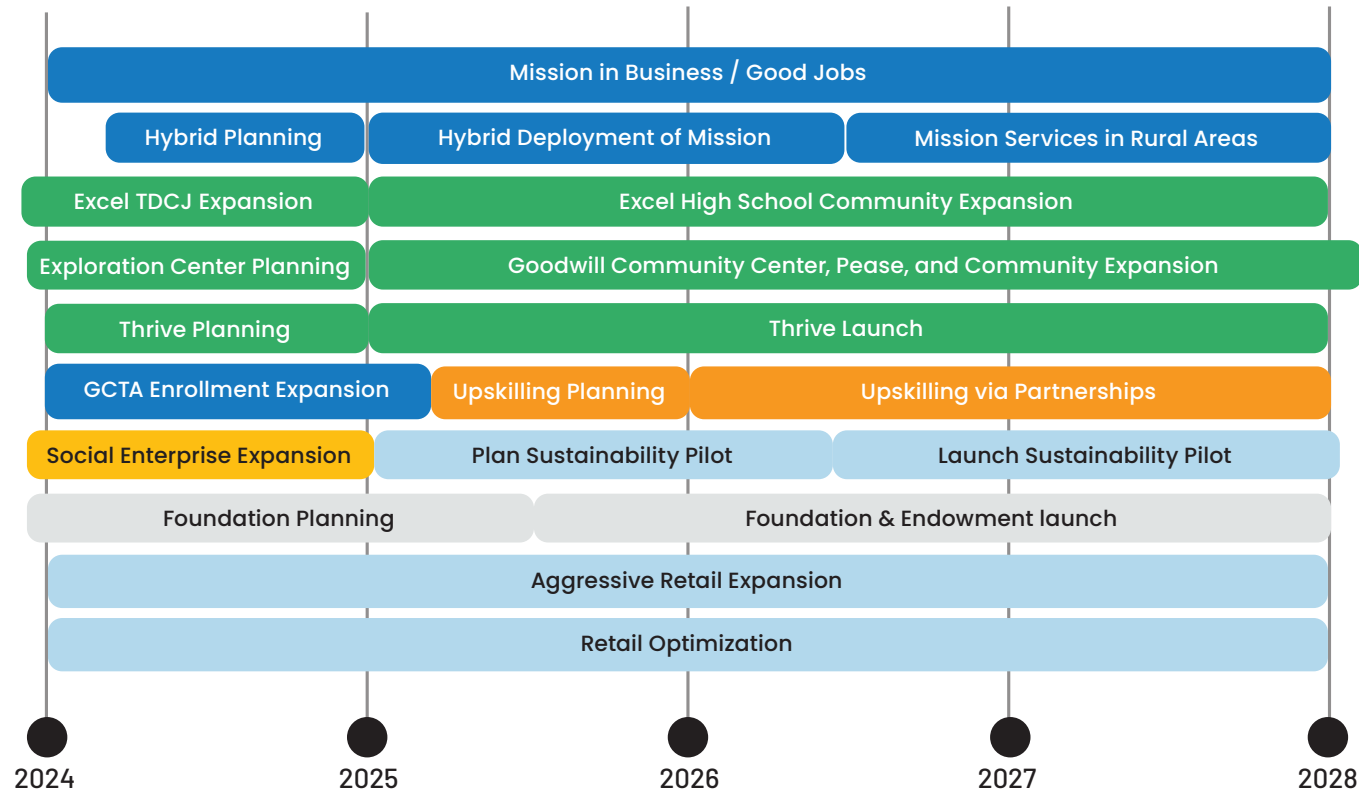 Mission in Business / Good Jobs
Hybrid Planning
Hybrid Deployment of Mission
Mission Services in Rural Areas
Excel TDCJ Expansion
Excel High School Community Expansion
Exploration Center Planning
Goodwill Community Center, Pease, and Community Expansion
Thrive Planning
Thrive Launch
GCTA Enrollment Expansion
Upskilling Planning
Upskilling via Partnerships
Social Enterprise Expansion
Plan Sustainability Pilot
Launch Sustainability Pilot
Foundation Planning
Foundation & Endowment launch
Aggressive Retail Expansion
Retail Optimization
2024
2025
2026
2027
2028